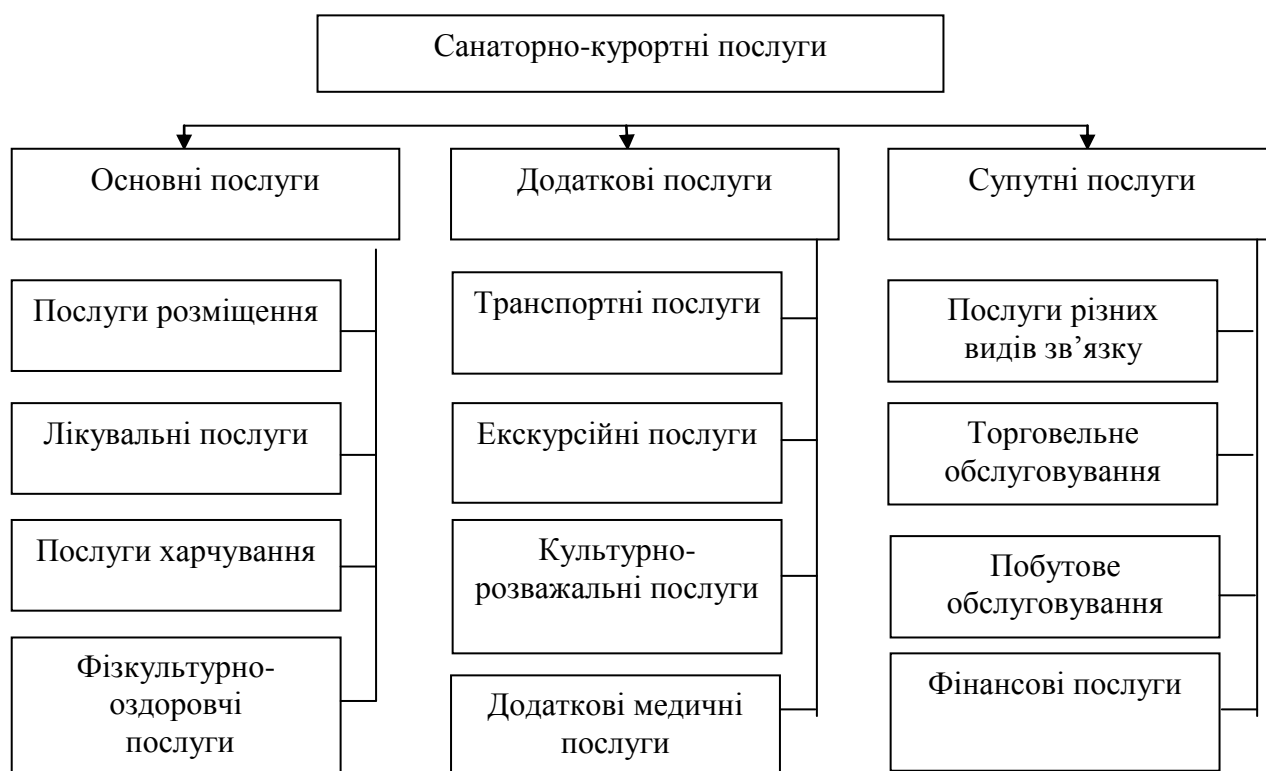 Санаторно-курортні послуги
Основні послуги
Додаткові послуги
Супутні послуги
Послуги розміщення
Лікувальні послуги
Послуги харчування
Фізкультурно-
оздоровчі
послуги
Транспортні послуги
Екскурсійні послуги
Культурно-
розважальні послуги
Додаткові медичні
послуги
Послуги різних
видів зв’язку
Торговельне
обслуговування
Побутове
обслуговування
Фінансові послуги